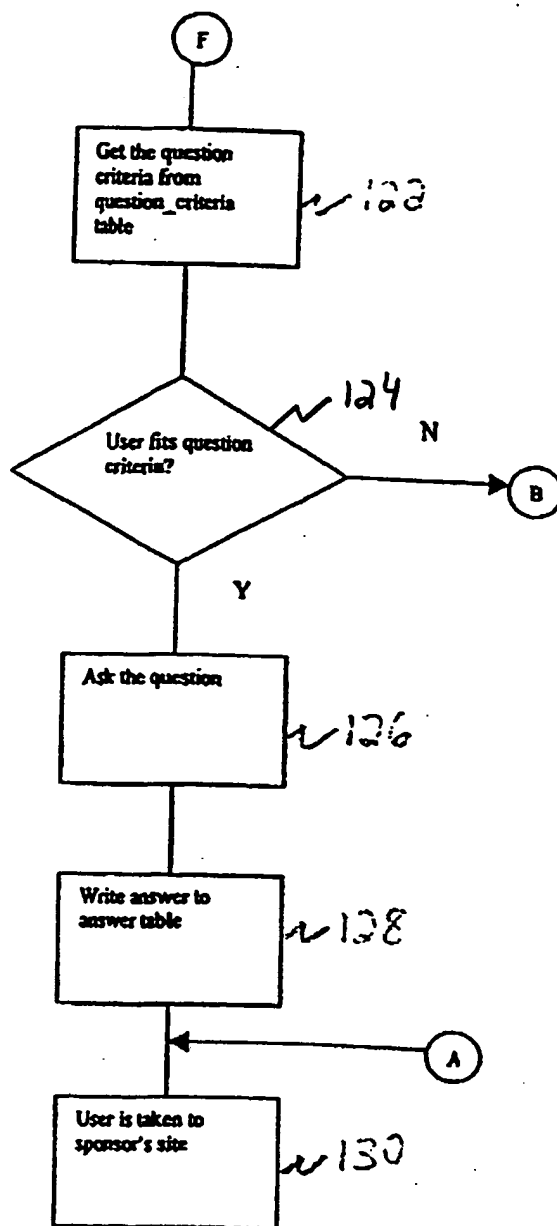 F
Get the question
criteria from
question_criteria
table
122
124
User fits question
criteria?
N
B
Y
Ask the question
126
Write answer to
answer table
128
A
User is taken to
sponsor's site
130